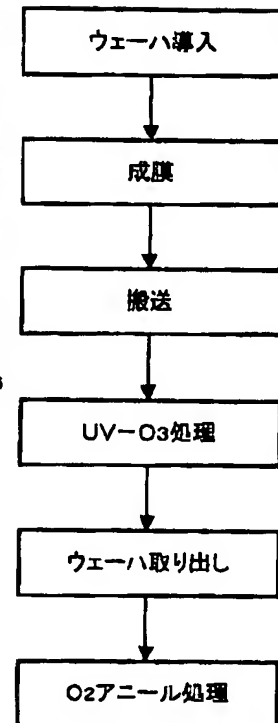 ウェーハ導入
成膜
搬送
UV－O3処理
ウェーハ取り出し
O2アニール処理